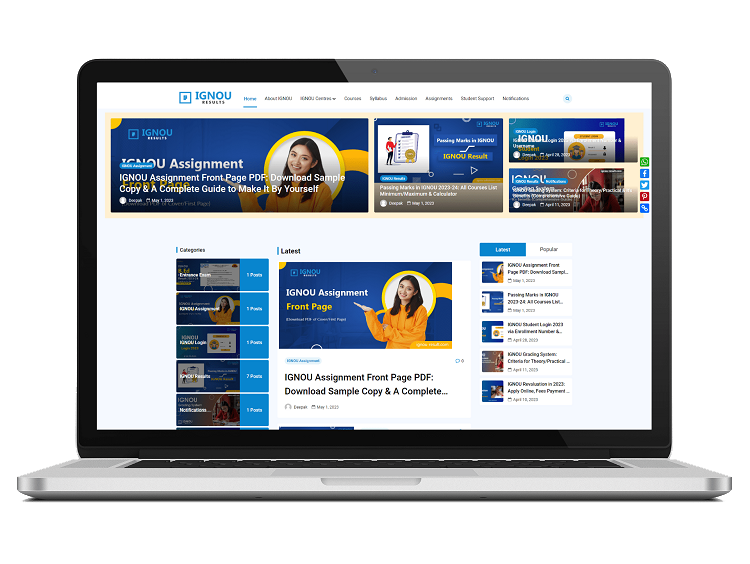 IGNOU
RESULTS
Home
About IGNOU
IGNOU Centres
Courses
Syllabus
Admission
Assignments
Student Support
Notifications
IGNOU
RESULTS
IGNOU Assignment
IGNOU Assignment
Front Page
IGNOU Assignment Front Page PDF: Download Sample
Copy & A Complete Guide to Make It By Yourself
Deepak
May 1, 2023
Passing Marks in IGNOU
IGNOU Result
IGNOU Results
Passing Marks in IGNOU 2023-24: All Courses List
Minimum/Maximum & Calculator
Deepak
May 1, 2023
IGNOU Login
Username
Deepak
April 28, 2023
IGNOU Results
Notifications
System: Criteria for Theory/Practical &
Benefits (Comprehensive Guide)
Deepak
April 11, 2023
Categories
Entrance Exam
1 Posts
IGNOU Assignment
1 Posts
IGNOU Login
1 Posts
IGNOU Results
7 Posts
Notifications
1 Posts
Latest
IGNOU
RESULTS
IGNOU Assignment
Front Page
(Download PDF of Cover/First Page)
ignou-result.com
IGNOU Assignment
0
IGNOU Assignment Front Page PDF:
Download Sample Copy & A Complete...
Deepak
May 1, 2023
Latest
Popular
IGNOU Assignment Front
Page PDF: Download Sampl...
May 1, 2023
Passing Marks in IGNOU
2023-24: All Courses List...
May 1, 2023
IGNOU Student Login 2023
via Enrollment Number &...
April 28, 2023
IGNOU Grading System:
Criteria for Theory/Practical ...
April 11, 2023
IGNOU Revaluation in 2023:
Apply Online, Fees Payment ...
April 10, 2023